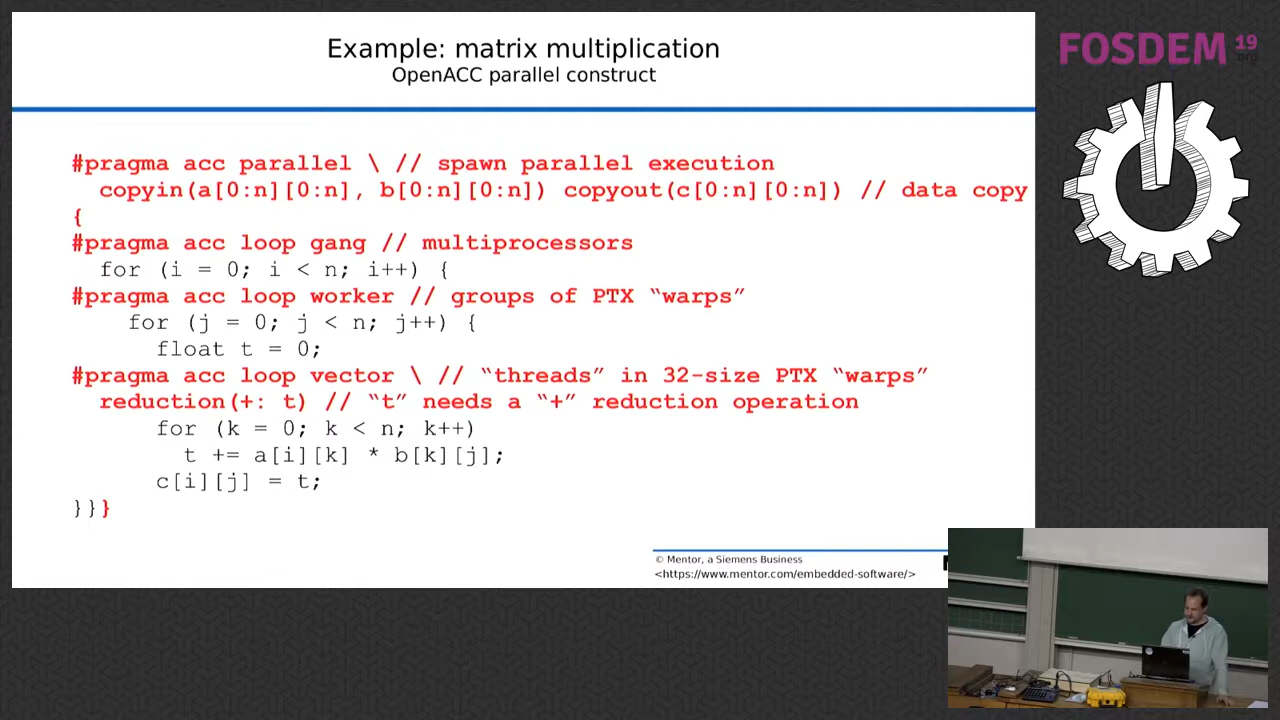 Example: matrix multiplication
OpenACC parallel construct
FOSDEM 19
.org
#pragma acc parallel \ // spawn parallel execution
copyin(a[0:n][0:n], b[0:n][0:n]) copyout(c[0:n][0:n]) // data copy
{
#pragma acc loop gang // multiprocessors
for (i = 0; i < n; i++) {
#pragma acc loop worker // groups of PTX “warps”
for (j = 0; j < n; j++) {
float t = 0;
#pragma acc loop vector \ // “threads” in 32-size PTX “warps”
reduction(+: t) // “t” needs a “+” reduction operation
for (k = 0; k < n; k++)
t += a[i][k] * b[k][j];
c[i][j] = t;
}}}
© Mentor, a Siemens Business
<https://www.mentor.com/embedded-software/>